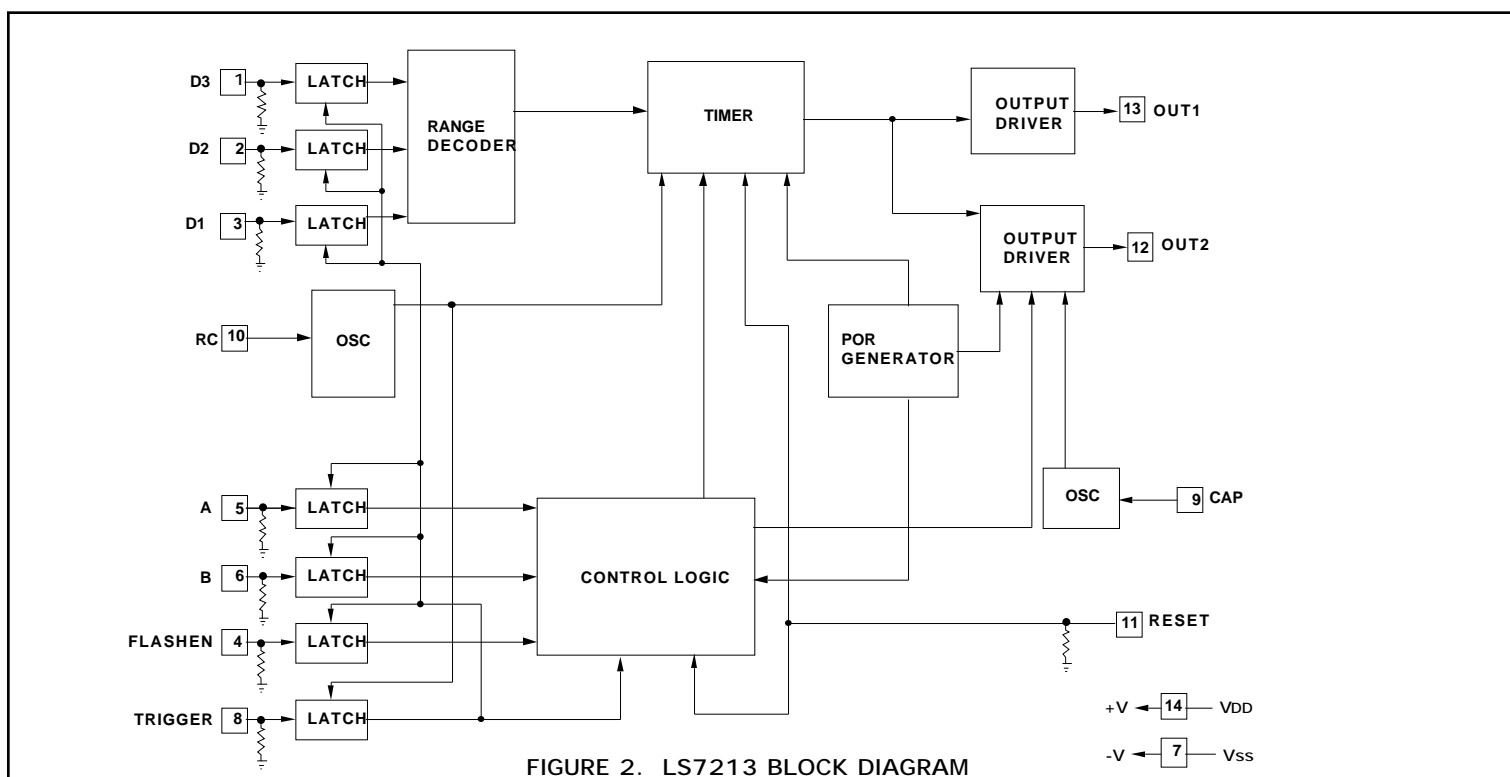 D3 1 LATCH
D2 2 LATCH
D1 3 LATCH
RANGE
DECODER
TIMER
OUTPUT
DRIVER
13 OUT1
OUTPUT
DRIVER
12 OUT2
RC 10
OSC
POR
GENERATOR
OSC
9 CAP
A 5 LATCH
B 6 LATCH
FLASHEN 4 LATCH
TRIGGER 8 LATCH
CONTROL LOGIC
11 RESET
+V 14 VDD
-V 7 VSS
FIGURE 2. LS7213 BLOCK DIAGRAM